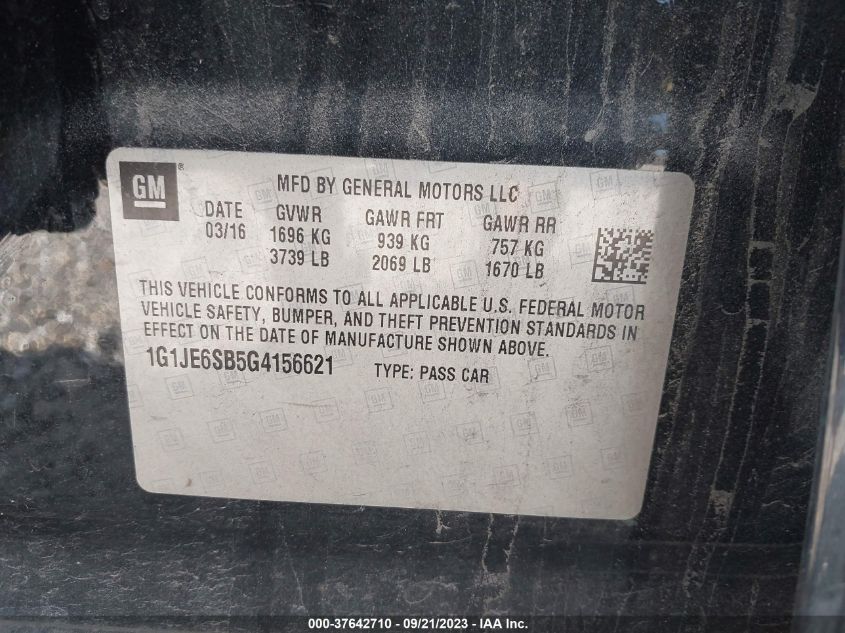 GM ®
MFD BY GENERAL MOTORS LLC
DATE GVWR GAWR FRT GAWR RR
03/16 1696 KG 939 KG 757 KG
3739 LB 2069 LB 1670 LB
THIS VEHICLE CONFORMS TO ALL APPLICABLE U.S. FEDERAL MOTOR
VEHICLE SAFETY, BUMPER, AND THEFT PREVENTION STANDARDS IN
EFFECT ON THE DATE OF MANUFACTURE SHOWN ABOVE.
1G1JE6SB5G4156621 TYPE: PASS CAR
000-37642710 - 09/21/2023 - IAA Inc.